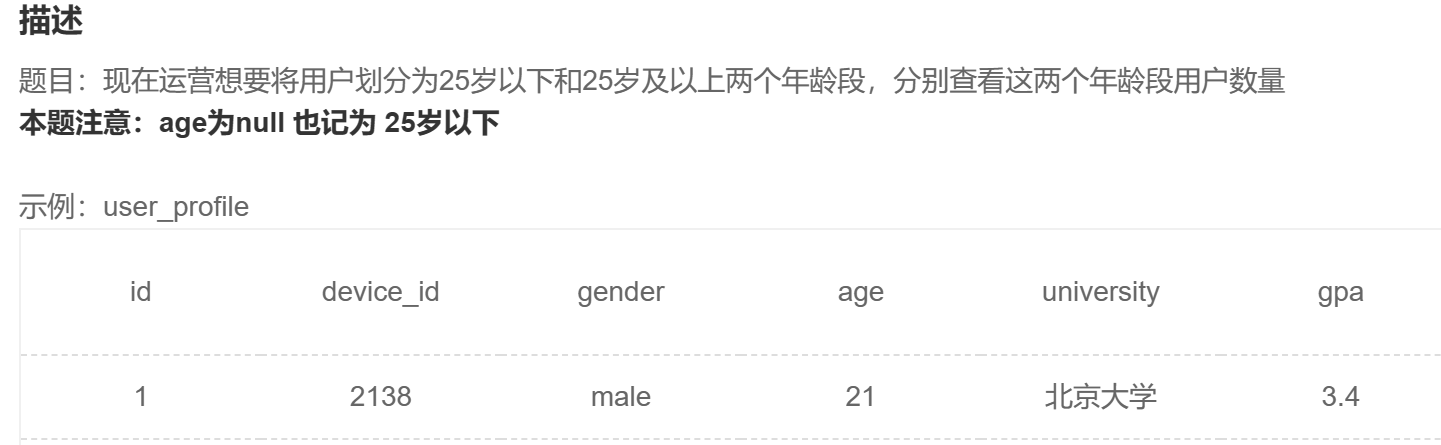 描述
题目：现在运营想要将用户划分为25岁以下和25岁及以上两个年龄段，分别查看这两个年龄段用户数量
本题注意：age为null 也记为 25岁以下
示例：user_profile
id device_id gender age university gpa
1 2138 male 21 北京大学 3.4